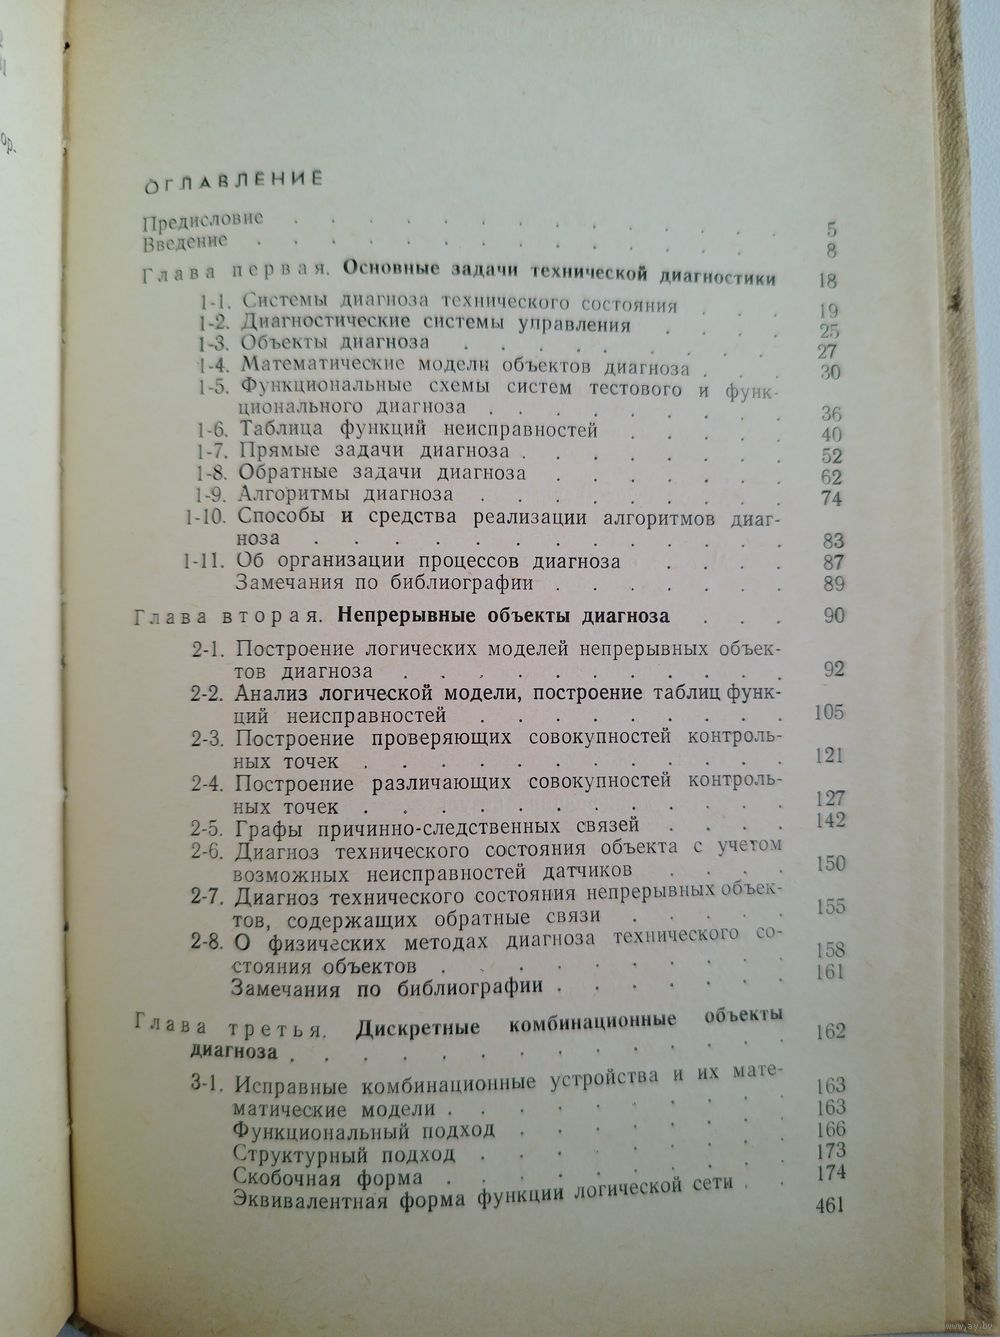 ор.
ОГЛАВЛЕНИЕ
Предисловие . . . . . . . . . . . . . 5
Введение . . . . . . . . . . . . . 8
Глава первая. Основные задачи технической диагностики 18
1-1. Системы диагноза технического состояния . . . 19
1-2. Диагностические системы управления . . . . 25
1-3. Объекты диагноза . . . . . . . . . 27
1-4. Математические модели объектов диагноза . . . 30
1-5. Функциональные схемы систем тестового и функ-
ционального диагноза . . . . . . . . 36
1-6. Таблица функций неисправностей . . . . . 40
1-7. Прямые задачи диагноза . . . . . . . 52
1-8. Обратные задачи диагноза . . . . . . . 62
1-9. Алгоритмы диагноза . . . . . . . . 74
1-10. Способы и средства реализации алгоритмов диаг-
ноза . . . . . . . . . . . . . 83
1-11. Об организации процессов диагноза . . . . 87
Замечания по библиографии . . . . . . . 89
Глава вторая. Непрерывные объекты диагноза . . . 90
2-1. Построение логических моделей непрерывных объек-
тов диагноза . . . . . . . . . . . 92
2-2. Анализ логической модели, построение таблиц функ-
ций неисправностей . . . . . . . . . 105
2-3. Построение проверяющих совокупностей контроль-
ных точек . . . . . . . . . . . . 121
2-4. Построение различающих совокупностей контроль-
ных точек . . . . . . . . . . . . 127
2-5. Графы причинно-следственных связей . . . . 142
2-6. Диагноз технического состояния объекта с учетом
возможных неисправностей датчиков . . . . 150
2-7. Диагноз технического состояния непрерывных объек-
тов, содержащих обратные связи . . . . . 155
2-8. О физических методах диагноза технического со-
стояния объектов . . . . . . . . . . 158
Замечания по библиографии . . . . . . . 161
Глава третья. Дискретные комбинационные объекты
диагноза . . . . . . . . . . . . . . 162
3-1. Исправные комбинационные устройства и их мате-
матические модели . . . . . . . . . . 163
Функциональный подход . . . . . . . . 163
Структурный подход . . . . . . . . . 166
Скобочная форма . . . . . . . . . . 173
Эквивалентная форма функции логической сети . . 174
461
www.ay.by